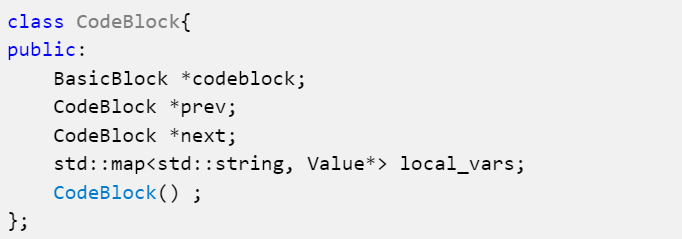 class CodeBlock{
public:
    BasicBlock *codeblock;
    CodeBlock *prev;
    CodeBlock *next;
    std::map<std::string, Value*> local_vars;
    CodeBlock() ;
};